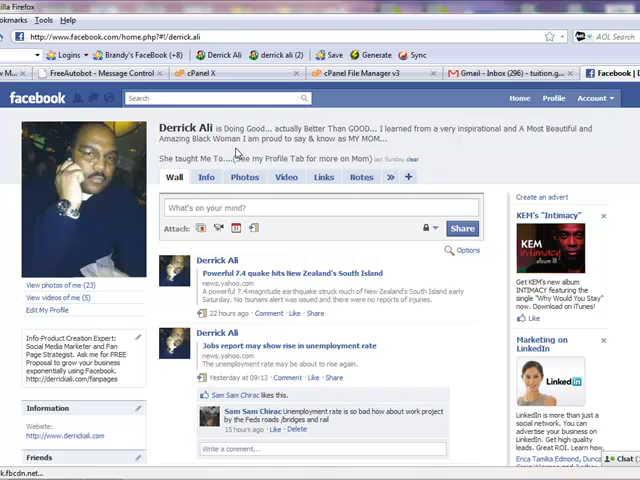 zilla Firefox
okmarks Tools Help
http://www.facebook.com/home.php?#!/derrick.ali
AOL Search
Logins Brandy's FaceBook (+8) Derrick Ali derrick ali (2) Save Generate Sync
FreeAutobot - Message Control cPanel X cPanel File Manager v3 Gmail - Inbox (296) - tuition.g... Facebook | D
facebook Search Home Profile Account
Derrick Ali is Doing Good... actually Better Than GOOD... I learned from a very inspirational and A Most Beautiful and
Amazing Black Woman I am proud to say & know as MY MOM...
She taught Me To....(See my Profile Tab for more on Mom) last Sunday clear
Wall Info Photos Video Links Notes
What's on your mind?
Attach: Share
Options
Derrick Ali
Powerful 7.4 quake hits New Zealand's South Island
news.yahoo.com
A powerful 7.4-magnitude earthquake struck much of New Zealand's South Island early
Saturday. No tsunami alert was issued and there were no reports of injuries.
22 hours ago · Comment · Like · Share
Derrick Ali
Jobs report may show rise in unemployment rate
news.yahoo.com
The unemployment rate may be about to rise again.
Yesterday at 09:13 · Comment · Like · Share
Sam Sam Chirac likes this.
Sam Sam Chirac Unemployment rate is so bad how about work project
by the Feds roads /bridges and rail
15 hours ago · Like · Delete
Write a comment...
View photos of me (23)
View videos of me (5)
Edit My Profile
Info-Product Creation Expert:
Social Media Marketer and Fan
Page Strategist. Ask me for FREE
Proposal to grow your business
exponentially using Facebook.
http://derrickali.com/fanpages
Information
Website:
http://www.derrickali.com
Friends
Create an advert
KEM's "Intimacy"
KEM
intimacy
album III
Get KEM's new album
INTIMACY featuring the
single "Why Would You Stay"
now. Download on iTunes!
Like
Marketing on
LinkedIn
Linked in
LinkedIn is more than just a
social network. You can
advertise your business on
LinkedIn. Get high quality
leads. Great ROI. Learn how.
Erica Tamika Edmond, Dunca
Chat
k.fbcdn.net...